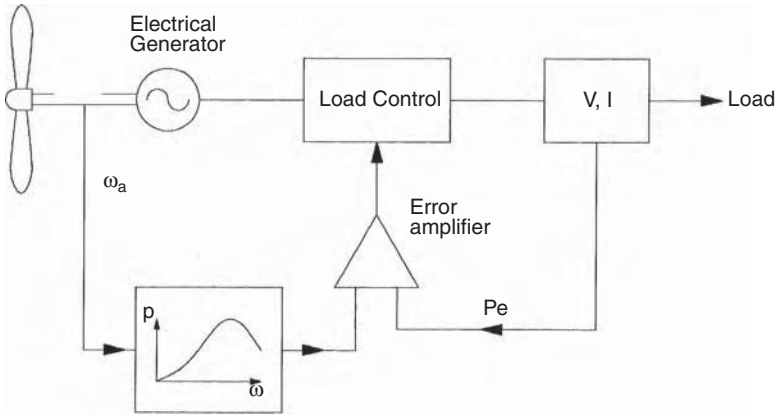 Electrical
Generator
Load Control
V, I
Load
ωa
Error
amplifier
Pe
p
ω